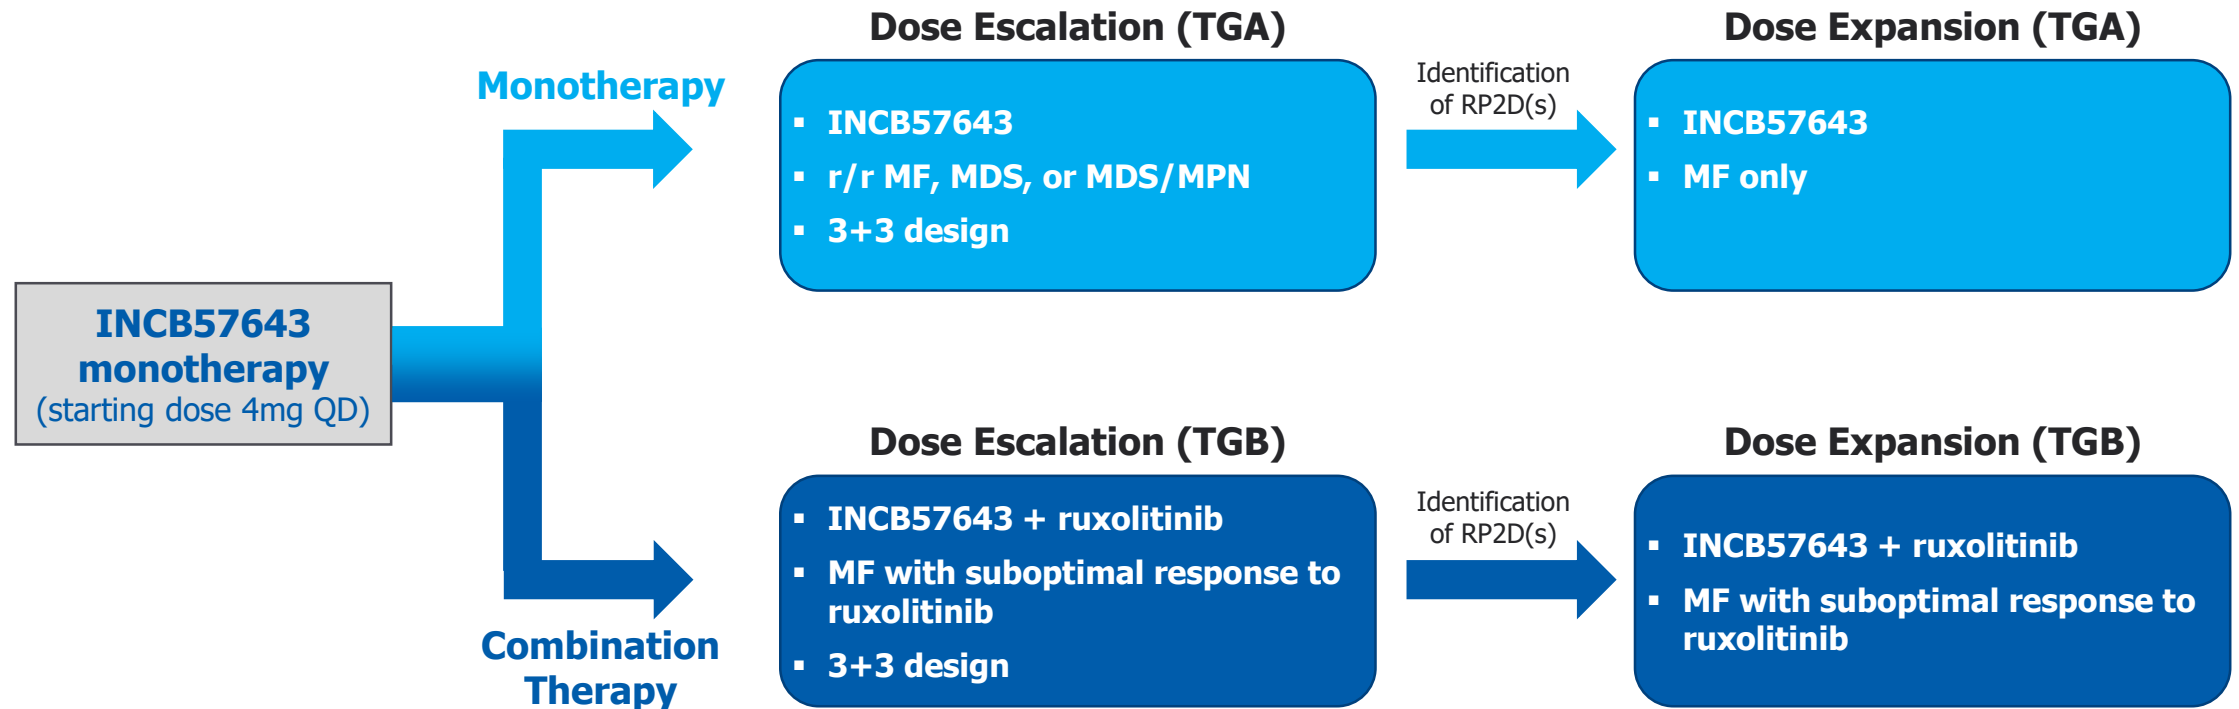 INCB57643
monotherapy
(starting dose 4mg QD)
Monotherapy
Dose Escalation (TGA)
▪ INCB57643
▪ r/r MF, MDS, or MDS/MPN
▪ 3+3 design
Identification
of RP2D(s)
Dose Expansion (TGA)
▪ INCB57643
▪ MF only
Combination
Therapy
Dose Escalation (TGB)
▪ INCB57643 + ruxolitinib
▪ MF with suboptimal response to
ruxolitinib
▪ 3+3 design
Identification
of RP2D(s)
Dose Expansion (TGB)
▪ INCB57643 + ruxolitinib
▪ MF with suboptimal response to
ruxolitinib